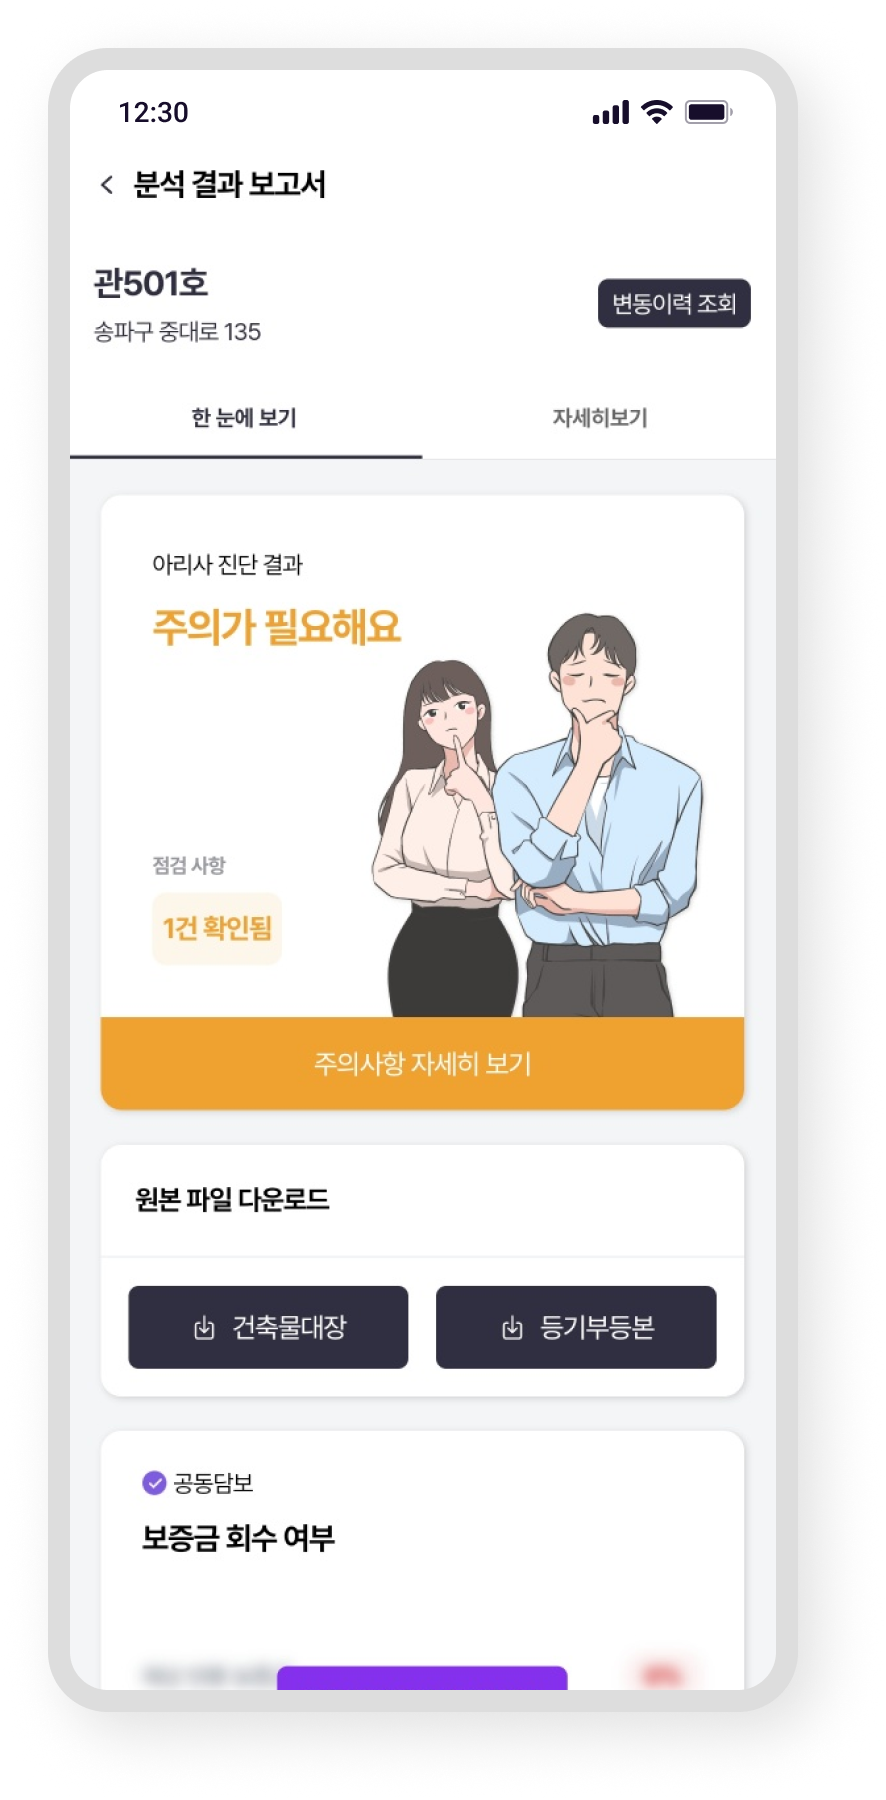 12:30
분석 결과 보고서
관501호
송파구 중대로 135
변동이력 조회
한 눈에 보기
자세히보기
아리사 진단 결과
주의가 필요해요
점검 사항
1건 확인됨
주의사항 자세히 보기
원본 파일 다운로드
건축물대장
등기부등본
공동담보
보증금 회수 여부